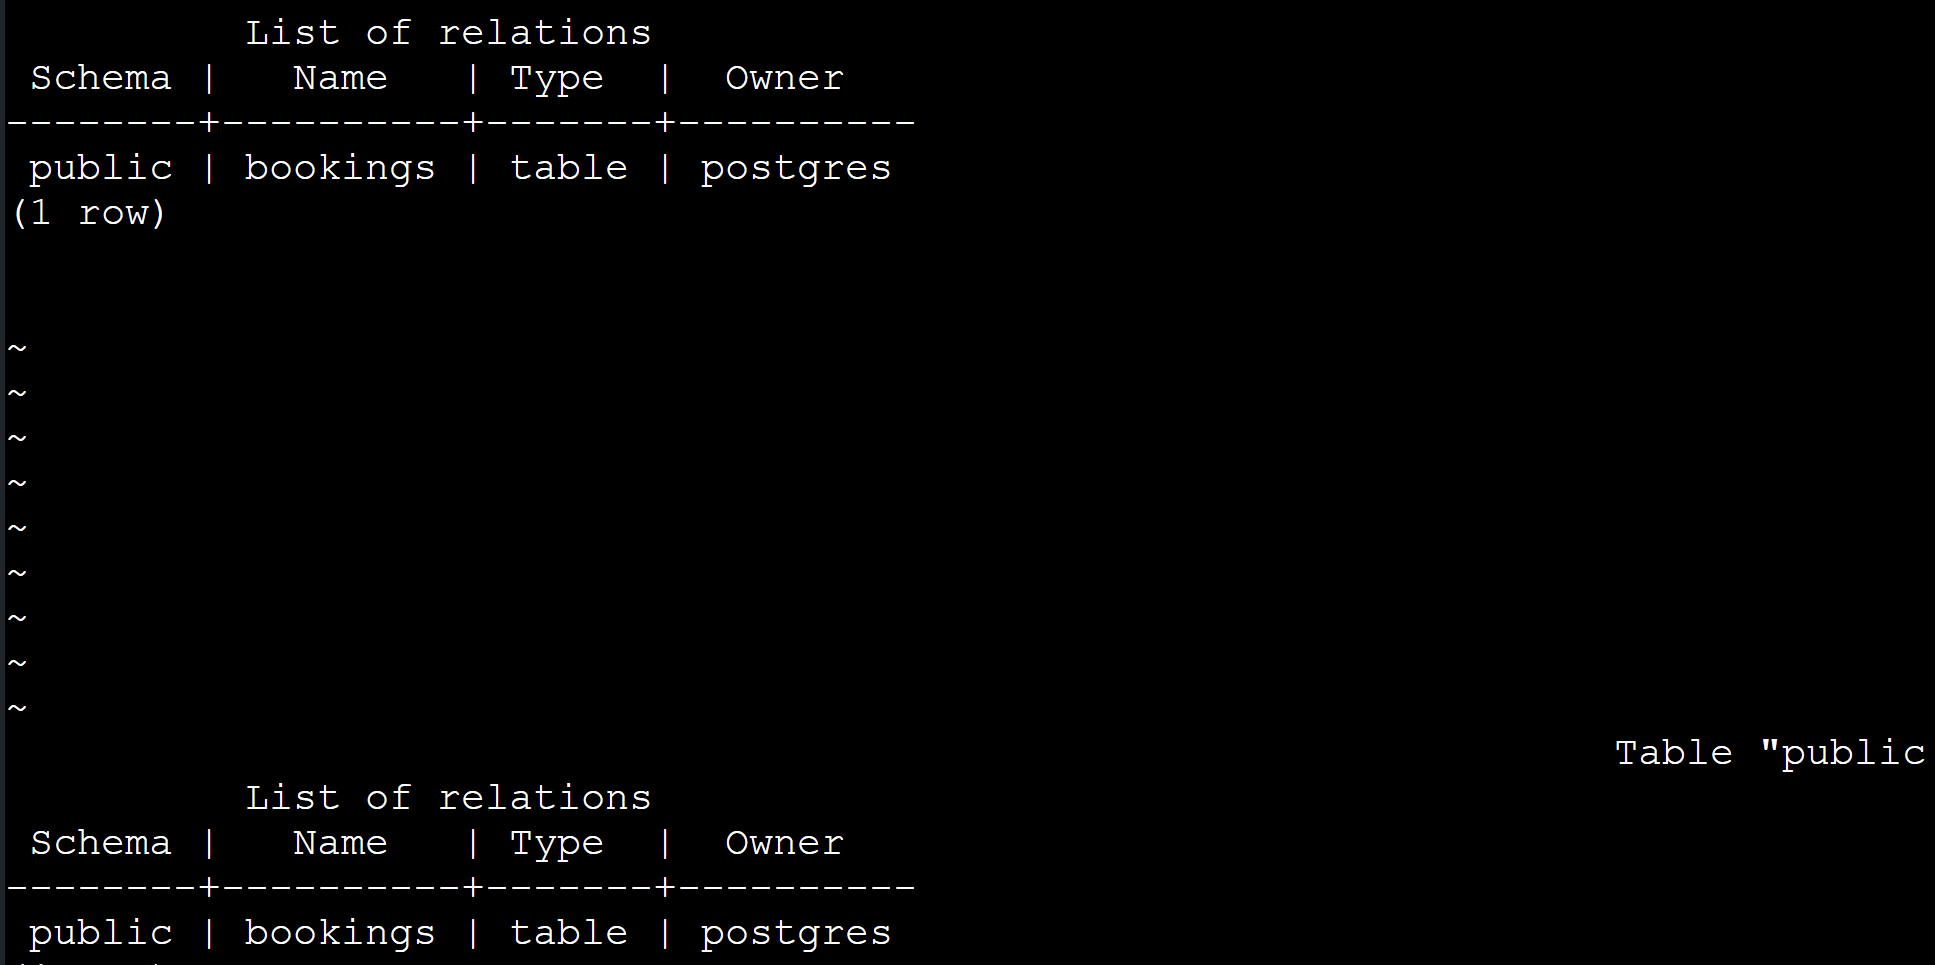 List of relations
Schema | Name | Type | Owner
--------+----------+-------+----------
public | bookings | table | postgres
(1 row)
~
~
~
~
~
~
~
~
~
Table "public
List of relations
Schema | Name | Type | Owner
--------+----------+-------+----------
public | bookings | table | postgres